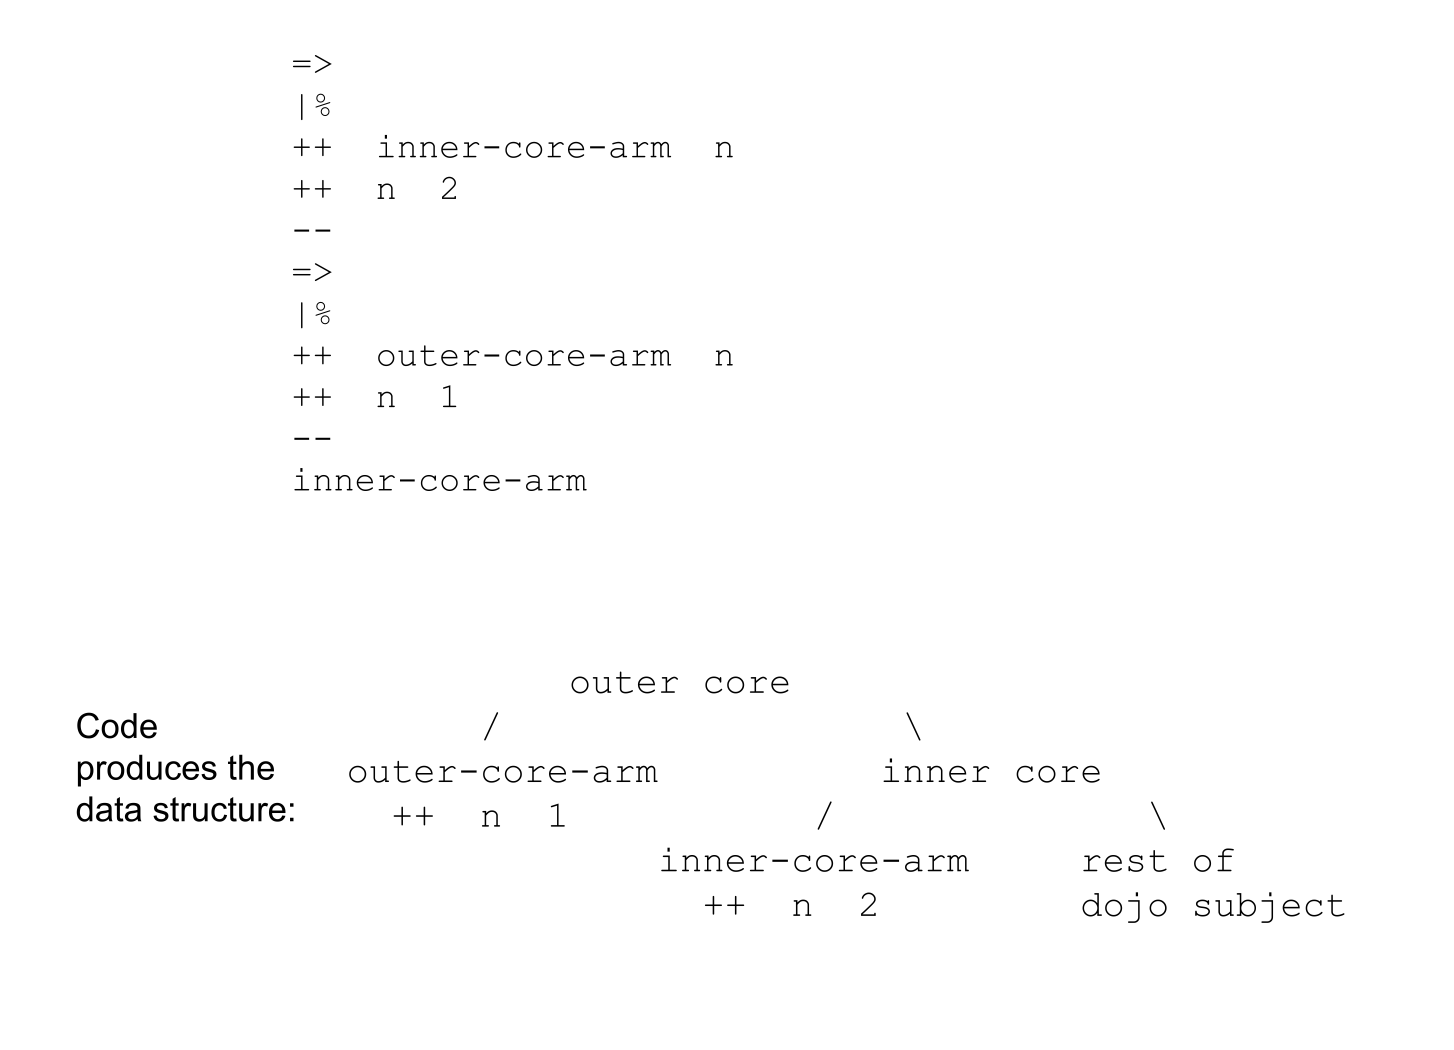 =>
|%
++  inner-core-arm  n
++  n  2
--
=>
|%
++  outer-core-arm  n
++  n  1
--
inner-core-arm
outer core
/ \
Code
produces the
data structure:
outer-core-arm inner core
++  n  1 / \
inner-core-arm rest of
++  n  2 dojo subject